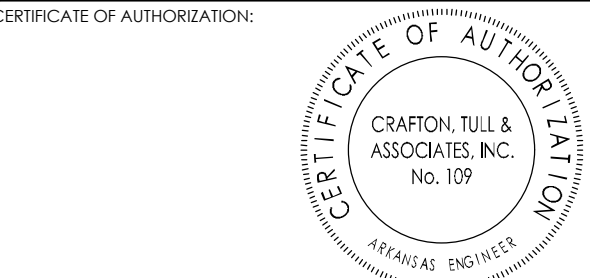 CERTIFICATE OF AUTHORIZATION:
CERTIFICATE OF AUTHORIZATION
CRAFTON, TULL &
ASSOCIATES, INC.
No. 109
ARKANSAS ENGINEER